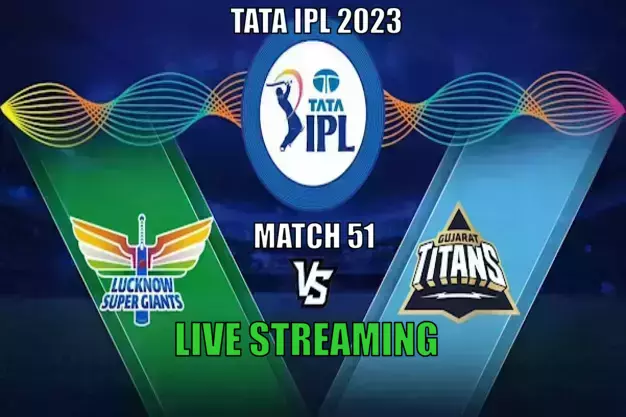 TATA IPL 2023
TATA
IPL
MATCH 51
VS
LUCKNOW
SUPER GIANTS
GUJARAT
TITANS
LIVE STREAMING